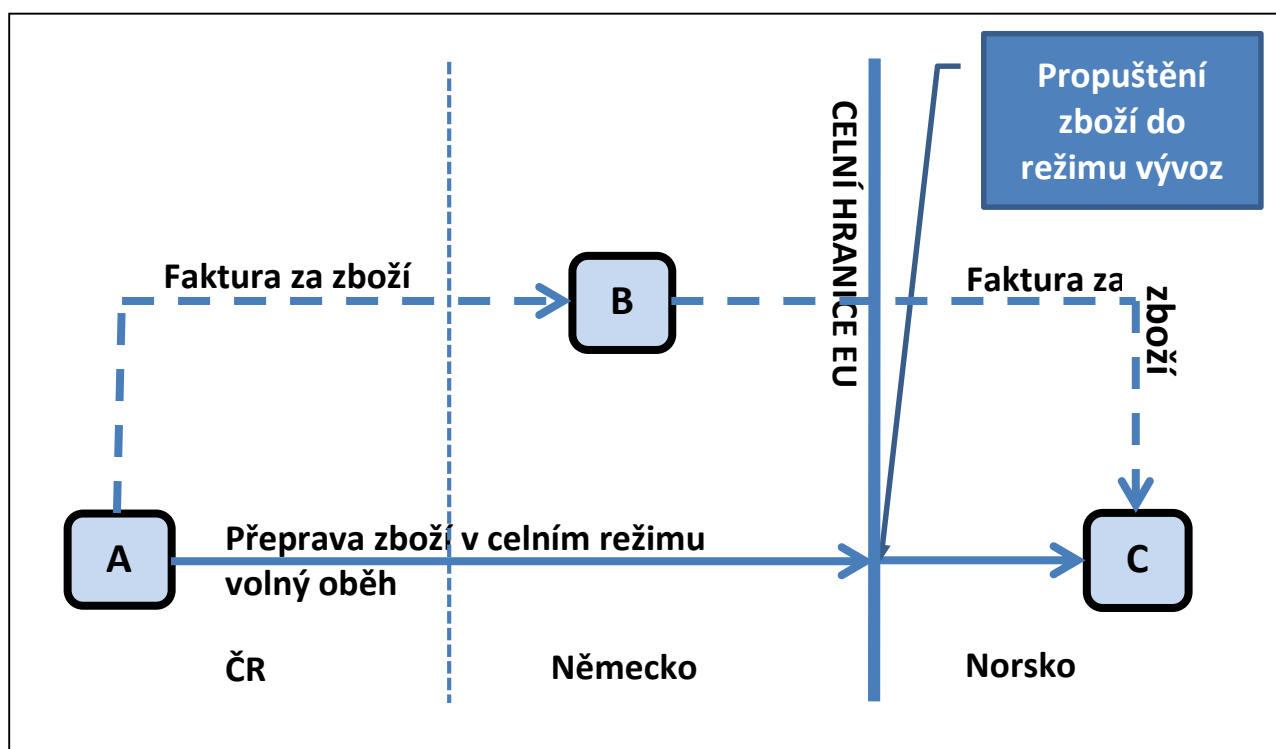 Propuštění
zboží do
režimu vývoz
CELNÍ HRANICE EU
Faktura za zboží
B
Faktura za
zboží
A
Přeprava zboží v celním režimu
volný oběh
C
ČR
Německo
Norsko